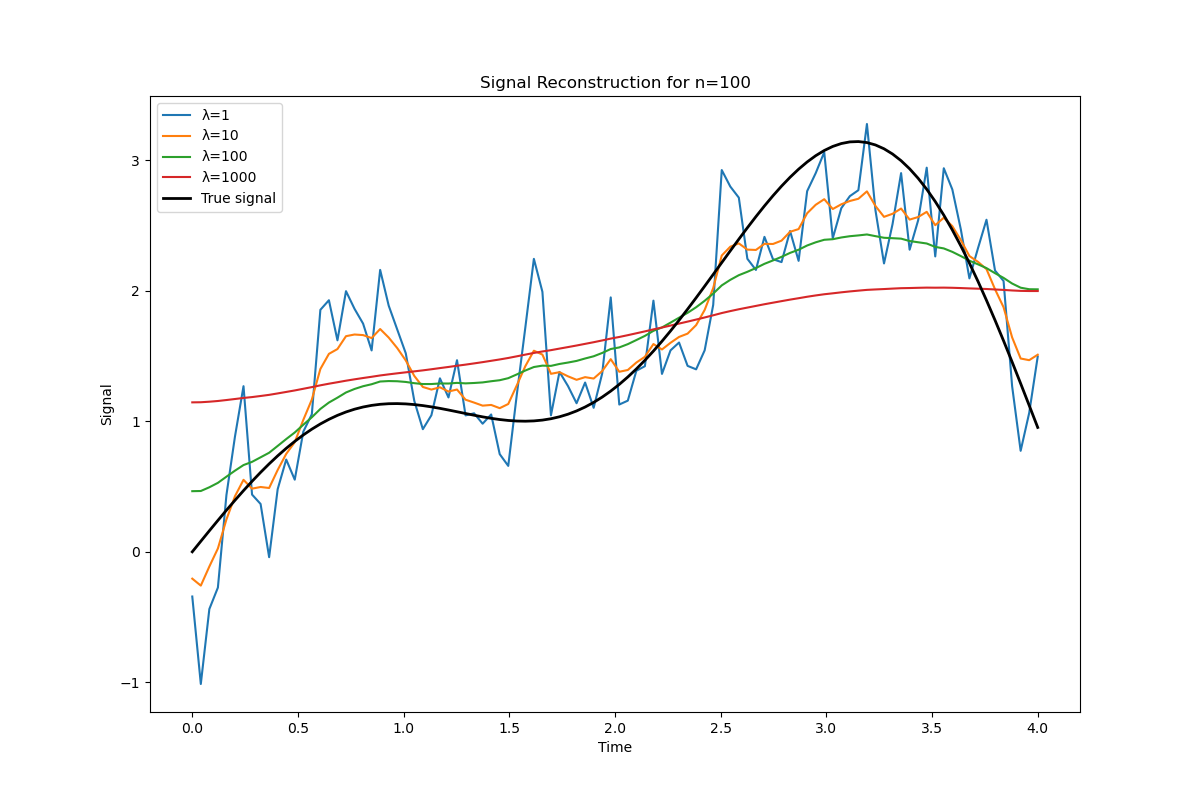 Signal Reconstruction for n=100
λ=1
λ=10
λ=100
λ=1000
True signal
Signal
3
2
1
0
−1
0.0 0.5 1.0 1.5 2.0 2.5 3.0 3.5 4.0
Time